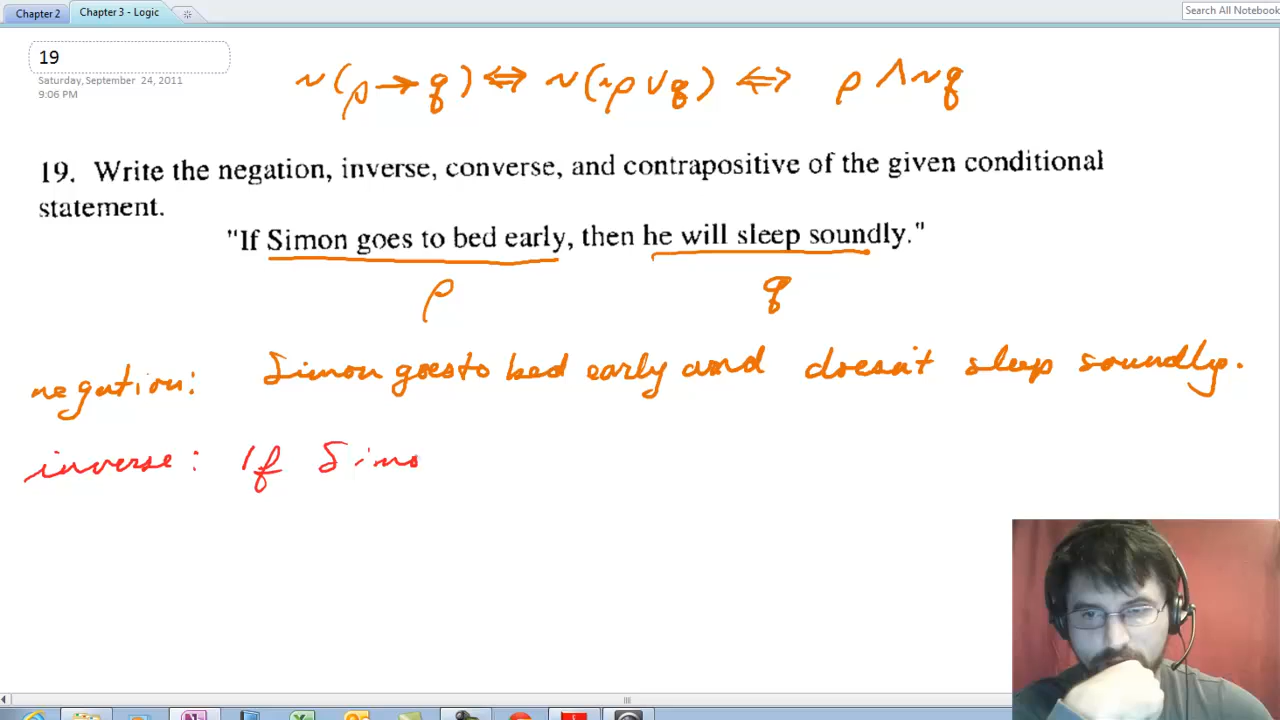 Chapter 2
Chapter 3 - Logic
Search All Notebook
19
Saturday, September 24, 2011
9:06 PM
~(p → q) ⇔ ~(~p ∨ q) ⇔ p ∧ ~q
19. Write the negation, inverse, converse, and contrapositive of the given conditional
statement.
"If Simon goes to bed early, then he will sleep soundly."
p q
negation: Simon goes to bed early and doesn't sleep soundly.
inverse: If Simo